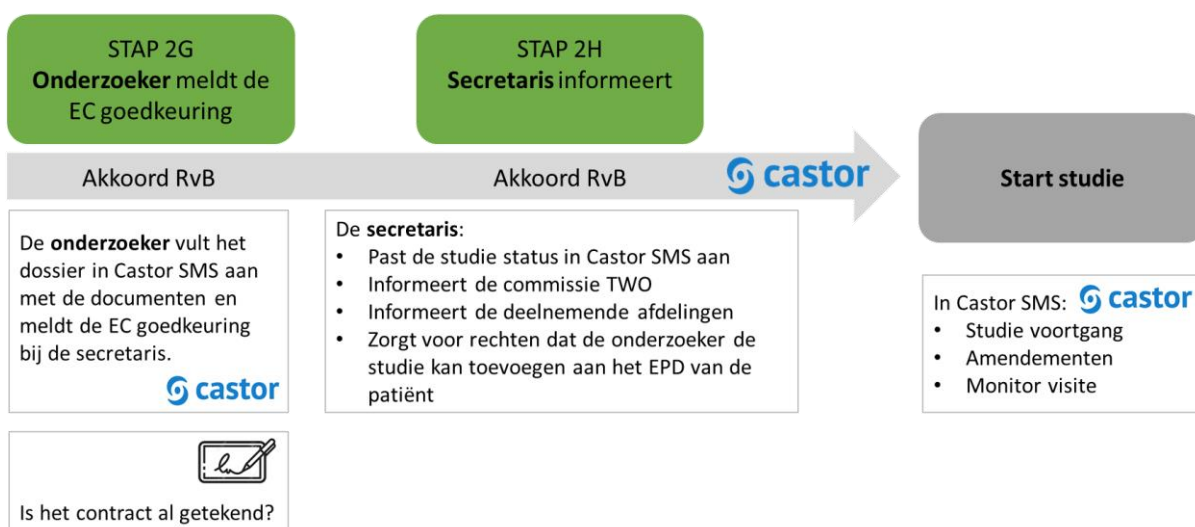 STAP 2G
Onderzoeker meldt de
EC goedkeuring
STAP 2H
Secretaris informeert
Akkoord RvB
Akkoord RvB
castor
Start studie
De onderzoeker vult het
dossier in Castor SMS aan
met de documenten en
meldt de EC goedkeuring
bij de secretaris.
castor
De secretaris:
• Past de studie status in Castor SMS aan
• Informeert de commissie TWO
• Informeert de deelnemende afdelingen
• Zorgt voor rechten dat de onderzoeker de
studie kan toevoegen aan het EPD van de
patiënt
In Castor SMS: castor
• Studie voortgang
• Amendementen
• Monitor visite
Is het contract al getekend?